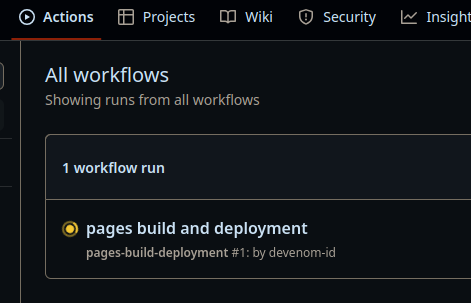 Actions Projects Wiki Security Insight
All workflows
Showing runs from all workflows
1 workflow run
pages build and deployment
pages-build-deployment #1: by devenom-id